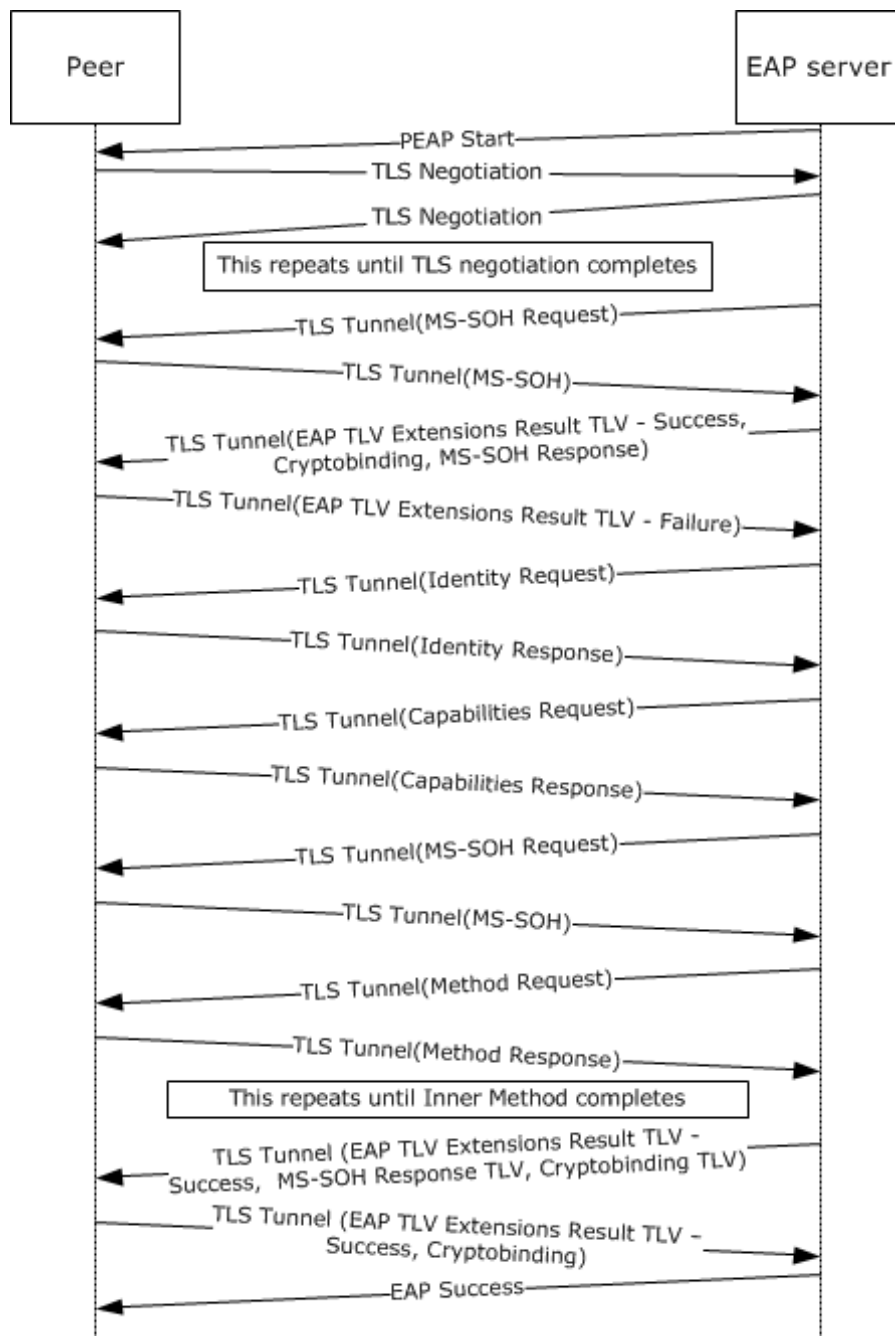 Peer
EAP server
PEAP Start
TLS Negotiation
TLS Negotiation
This repeats until TLS negotiation completes
TLS Tunnel(MS-SOH Request)
TLS Tunnel(MS-SOH)
TLS Tunnel(EAP TLV Extensions Result TLV - Success,
Cryptobinding, MS-SOH Response)
TLS Tunnel(EAP TLV Extensions Result TLV - Failure)
TLS Tunnel(Identity Request)
TLS Tunnel(Identity Response)
TLS Tunnel(Capabilities Request)
TLS Tunnel(Capabilities Response)
TLS Tunnel(MS-SOH Request)
TLS Tunnel(MS-SOH)
TLS Tunnel(Method Request)
TLS Tunnel(Method Response)
This repeats until Inner Method completes
TLS Tunnel (EAP TLV Extensions Result TLV -
Success, MS-SOH Response TLV, Cryptobinding TLV)
TLS Tunnel (EAP TLV Extensions Result TLV –
Success, Cryptobinding)
EAP Success